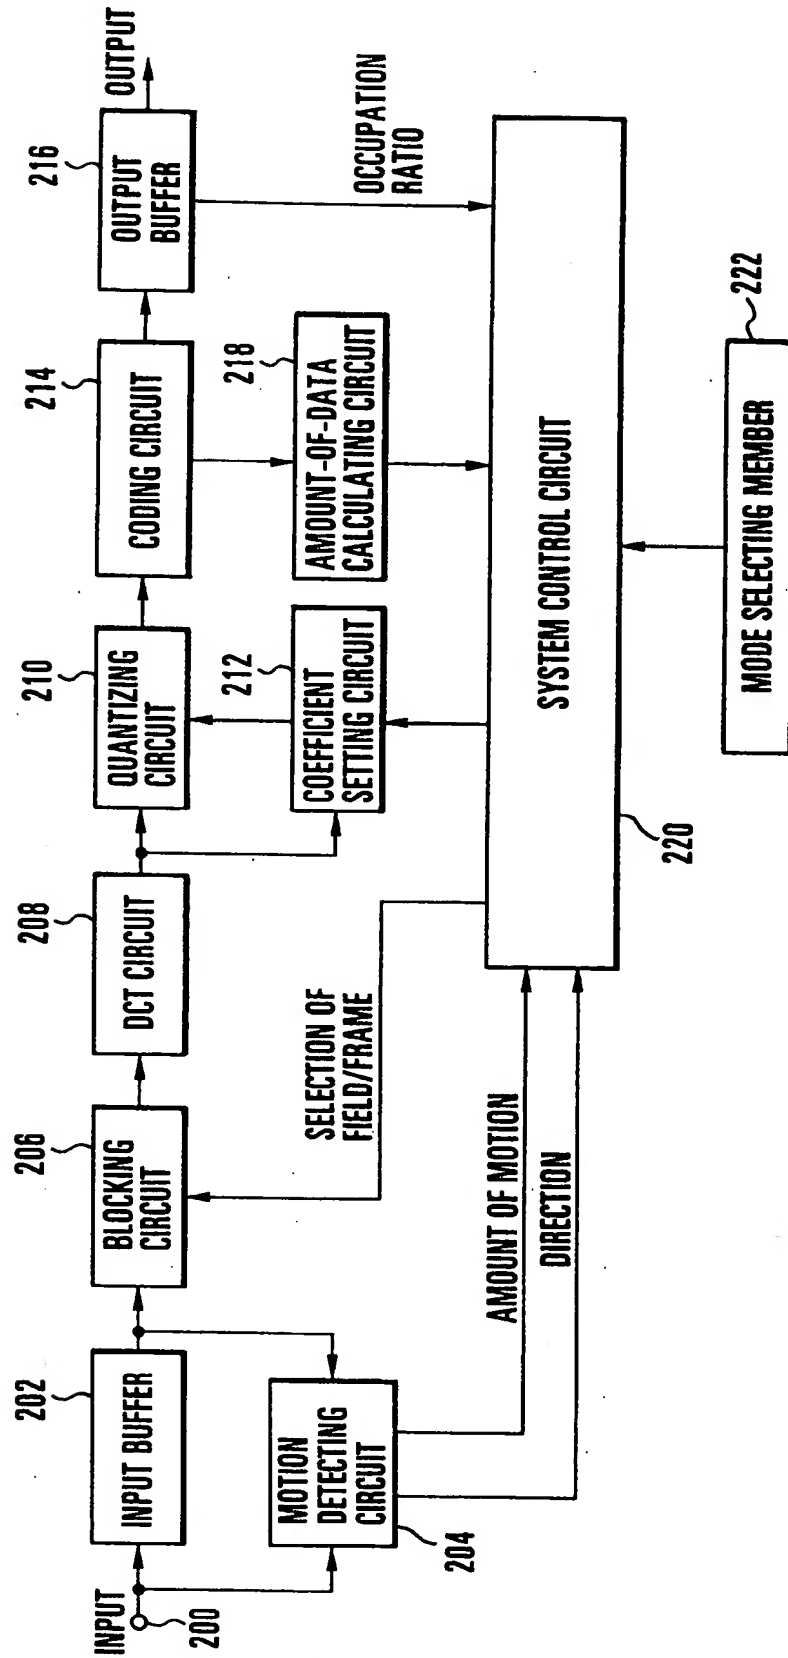 INPUT
200
202
INPUT BUFFER
204
MOTION
DETECTING
CIRCUIT
206
BLOCKING
CIRCUIT
208
DCT CIRCUIT
210
QUANTIZING
CIRCUIT
212
COEFFICIENT
SETTING CIRCUIT
214
CODING CIRCUIT
216
OUTPUT
BUFFER
OUTPUT
218
AMOUNT-OF-DATA
CALCULATING CIRCUIT
OCCUPATION
RATIO
SELECTION OF
FIELD/FRAME
AMOUNT OF MOTION
DIRECTION
SYSTEM CONTROL CIRCUIT
220
MODE SELECTING MEMBER
222